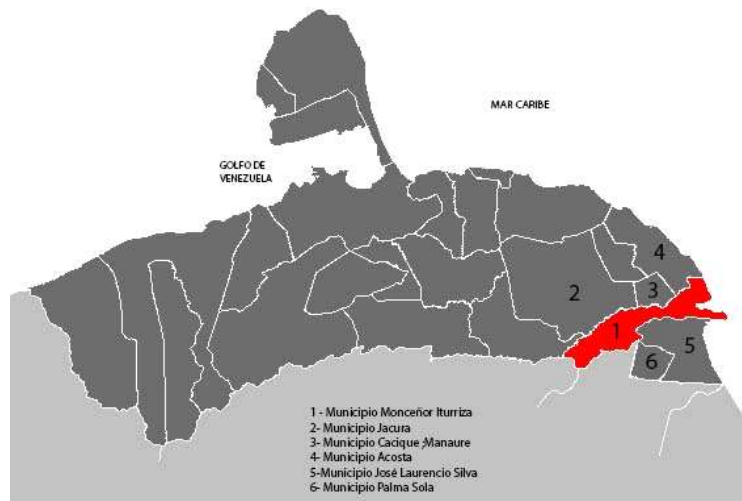 MAR CARIBE
GOLFO DE
VENEZUELA
4
2
3
1
5
6
1 - Municipio Monceñor Iturriza
2- Municipio Jacura
3- Municipio Cacique ,Manaure
4- Municipio Acosta
5-Municipio José Laurencio Silva
6- Municipio Palma Sola